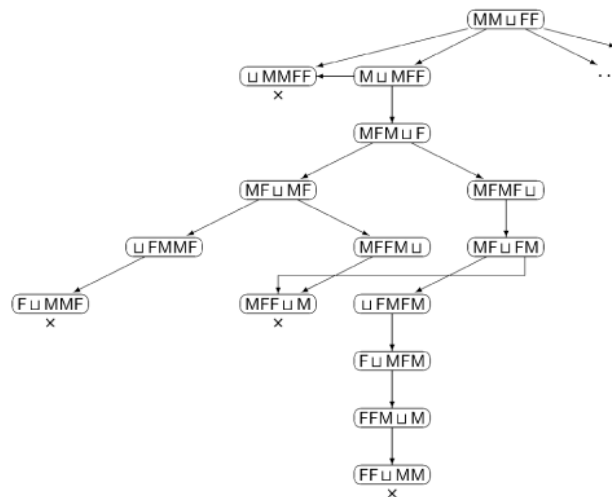 MM ⊔ FF
⊔ MMFF M ⊔ MFF ··
× 
MFM ⊔ F
MF ⊔ MF MFMF ⊔
⊔ FMMF MFFM ⊔ MF ⊔ FM
F ⊔ MMF MFF ⊔ M ⊔ FMFM
× ×
F ⊔ MFM
FFM ⊔ M
FF ⊔ MM
×